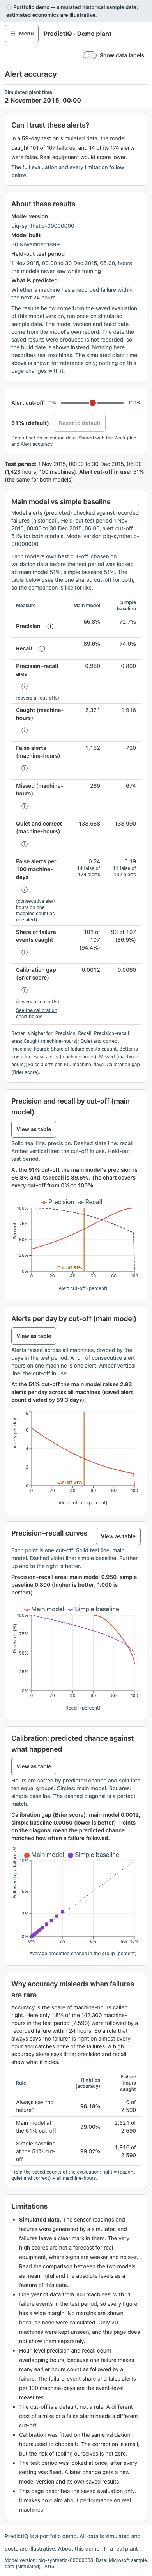 Portfolio demo — simulated historical sample data;
estimated economics are illustrative.
Menu
PredictIQ · Demo plant
Show data labels
Alert accuracy
Simulated plant time
2 November 2015, 00:00
Can I trust these alerts?
In a 59-day test on simulated data, the model
caught 101 of 107 failures, and 14 of its 174 alerts
were false. Real equipment would score lower.
The full evaluation and every limitation follow
below.
About these results
Model version
piq-synthetic-00000000
Model built
30 November 1899
Held-out test period
1 Nov 2015, 00:00 to 30 Dec 2015, 06:00, hours
the models never saw while training
What is predicted
Whether a machine has a recorded failure within
the next 24 hours.
The results below come from the saved evaluation
of this model version, run once on simulated
sample data. The model version and build date
come from the model's own record. The date the
saved results were produced is not recorded, so
the build date is shown instead. Nothing here
describes real machines. The simulated plant time
above is shown for reference only; nothing on this
page changes with it.
Alert cut-off 0% 100%
51% (default) Reset to default
Default set on validation data. Shared with the Work plan
and Alert accuracy.
Test period: 1 Nov 2015, 00:00 to 30 Dec 2015, 06:00
(1,423 hours, 100 machines). Alert cut-off in use: 51%
(the same for both models).
Main model vs simple baseline
Model alerts (predicted) checked against recorded
failures (historical). Held-out test period 1 Nov
2015, 00:00 to 30 Dec 2015, 06:00, alert cut-off
51% for both models. Model version piq-synthetic-
00000000.
Each model's own best cut-off, chosen on
validation data before the test period was looked
at: main model 51%, simple baseline 51%. The
table below uses the one shared cut-off for both,
so the comparison is like for like.
Measure Main model Simple baseline
Precision 66.8% 72.7%
Recall 89.6% 74.0%
Precision–recall area (covers all cut-offs) 0.950 0.800
Caught (machine-hours) 2,321 1,916
False alerts (machine-hours) 1,152 720
Missed (machine-hours) 269 674
Quiet and correct (machine-hours) 138,558 138,990
False alerts per 100 machine-days (consecutive alert hours on one machine count as one alert) 0.24 14 false of 174 alerts 0.19 11 false of 132 alerts
Share of failure events caught 101 of 107 (94.4%) 93 of 107 (86.9%)
Calibration gap (Brier score) (covers all cut-offs) See the calibration chart below 0.0012 0.0060
Better is higher for: Precision; Recall; Precision–recall
area; Caught (machine-hours); Quiet and correct
(machine-hours); Share of failure events caught. Better is
lower for: False alerts (machine-hours); Missed (machine-
hours); False alerts per 100 machine-days; Calibration gap
(Brier score).
Precision and recall by cut-off (main
model)
View as table
Solid teal line: precision. Dashed slate line: recall.
Amber vertical line: the cut-off in use. Held-out
test period.
At the 51% cut-off the main model's precision is
66.8% and its recall is 89.6%. The chart covers
every cut-off from 0% to 100%.
Precision Recall
Percent
100%
75%
50%
25%
0%
Cut-off 51%
0 20 40 60 80 100
Alert cut-off (percent)
Alerts per day by cut-off (main model)
View as table
Alerts raised across all machines, divided by the
days in the test period. A run of consecutive alert
hours on one machine is one alert. Amber vertical
line: the cut-off in use.
At the 51% cut-off the main model raises 2.93
alerts per day across all machines (saved alert
count divided by 59.3 days).
Alerts per day
8
6
4
2
0
Cut-off 51%
0 20 40 60 80 100
Alert cut-off (percent)
Precision–recall curves
View as table
Each point is one cut-off. Solid teal line: main
model. Dashed violet line: simple baseline. Further
up and to the right is better.
Precision–recall area: main model 0.950, simple
baseline 0.800 (higher is better; 1.000 is
perfect).
Main model Simple baseline
Precision (%)
100%
75%
50%
25%
0%
0 20 40 60 80 100
Recall (percent)
Calibration: predicted chance against
what happened
View as table
Hours are sorted by predicted chance and split into
ten equal groups. Circles: main model. Squares:
simple baseline. The dashed diagonal is a perfect
match.
Calibration gap (Brier score): main model 0.0012,
simple baseline 0.0060 (lower is better). Points
on the diagonal mean the predicted chance
matched how often a failure followed.
Main model Simple baseline
10%
6%
3%
0%
0% 3% 6% 9% 10%
Average predicted chance in the group (percent)
Why accuracy misleads when failures
are rare
Accuracy is the share of machine-hours called
right. Here only 1.8% of the 142,300 machine-
hours in the test period (2,590) were followed by a
recorded failure within 24 hours. So a rule that
always says "no failure" is right on almost every
hour and catches none of the failures. A high
accuracy alone says little; precision and recall
show what it hides.
Rule Right on (accuracy) Failure hours caught
Always say "no failure" 98.18% 0 of 2,590
Main model at the 51% cut-off 99.00% 2,321 of 2,590
Simple baseline at the 51% cut-off 99.02% 1,916 of 2,590
From the saved counts of the evaluation: right = (caught +
quiet and correct) ÷ all machine-hours.
Limitations
Simulated data. The sensor readings and
failures were generated by a simulator, and
failures leave a clear mark in them. The very
high scores are not a forecast for real
equipment, where signs are weaker and noisier.
Read the comparison between the two models
as meaningful and the absolute levels as a
feature of this data.
One year of data from 100 machines, with 110
failure events in the test period, so every figure
has a wide margin. No margins are shown
because none were calculated. Only 20
machines were kept unseen, and this page does
not show them separately.
Hour-level precision and recall count
overlapping hours, because one failure makes
many earlier hours count as followed by a
failure. The failure-event share and false alerts
per 100 machine-days are the event-level
measures.
The cut-off is a default, not a rule. A different
cost of a miss or a false alarm needs a different
cut-off.
Calibration was fitted on the same validation
hours used to choose it. The correction is small,
but the risk of fooling ourselves is not zero.
The test period was looked at once, after every
setting was fixed. A later change gets a new
model version and its own saved results.
This page describes the saved evaluation only.
It makes no claim about performance on real
machines.
PredictIQ is a portfolio demo. All data is simulated and
costs are illustrative. About this demo · In a real plant
Model version: piq-synthetic-00000000. Data: Microsoft sample
data (simulated), 2015.